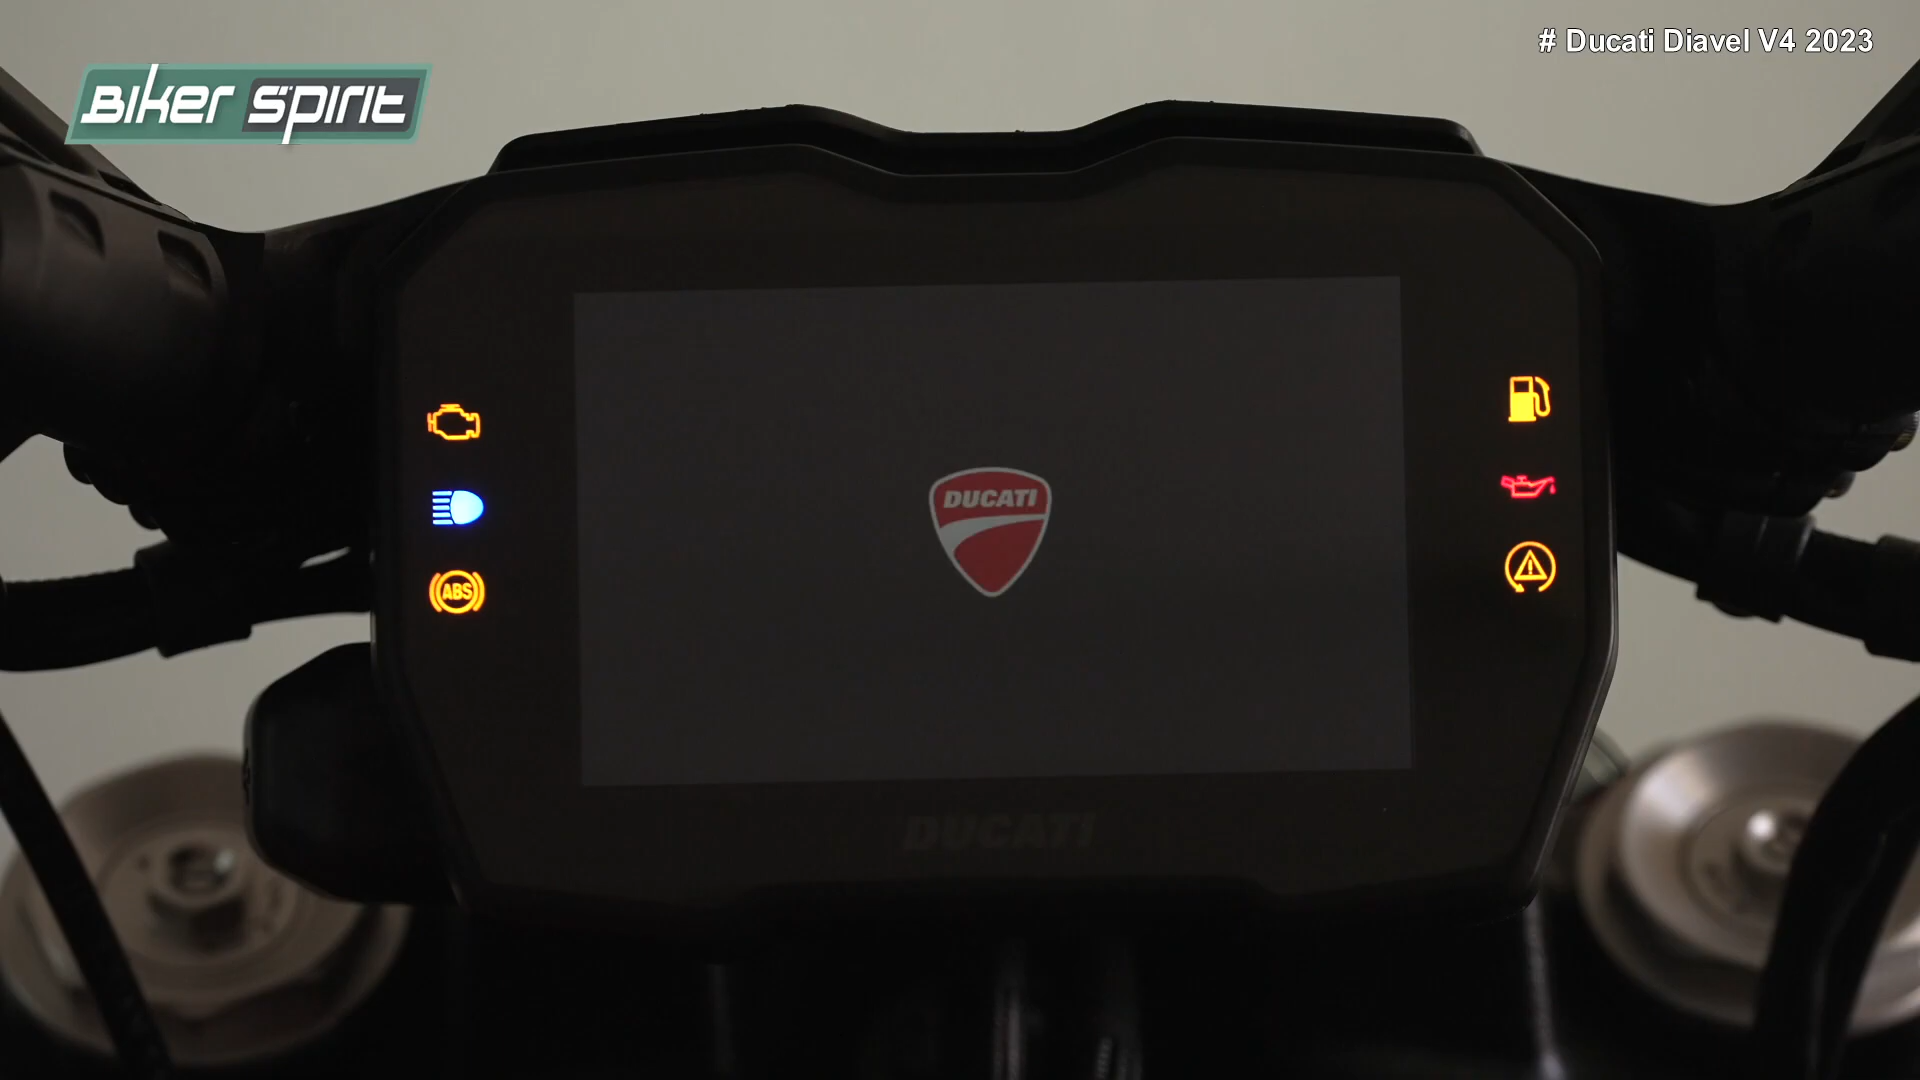 # Ducati Diavel V4 2023
BIKER SPIRIT
DUCATI
ABS
DUCATI